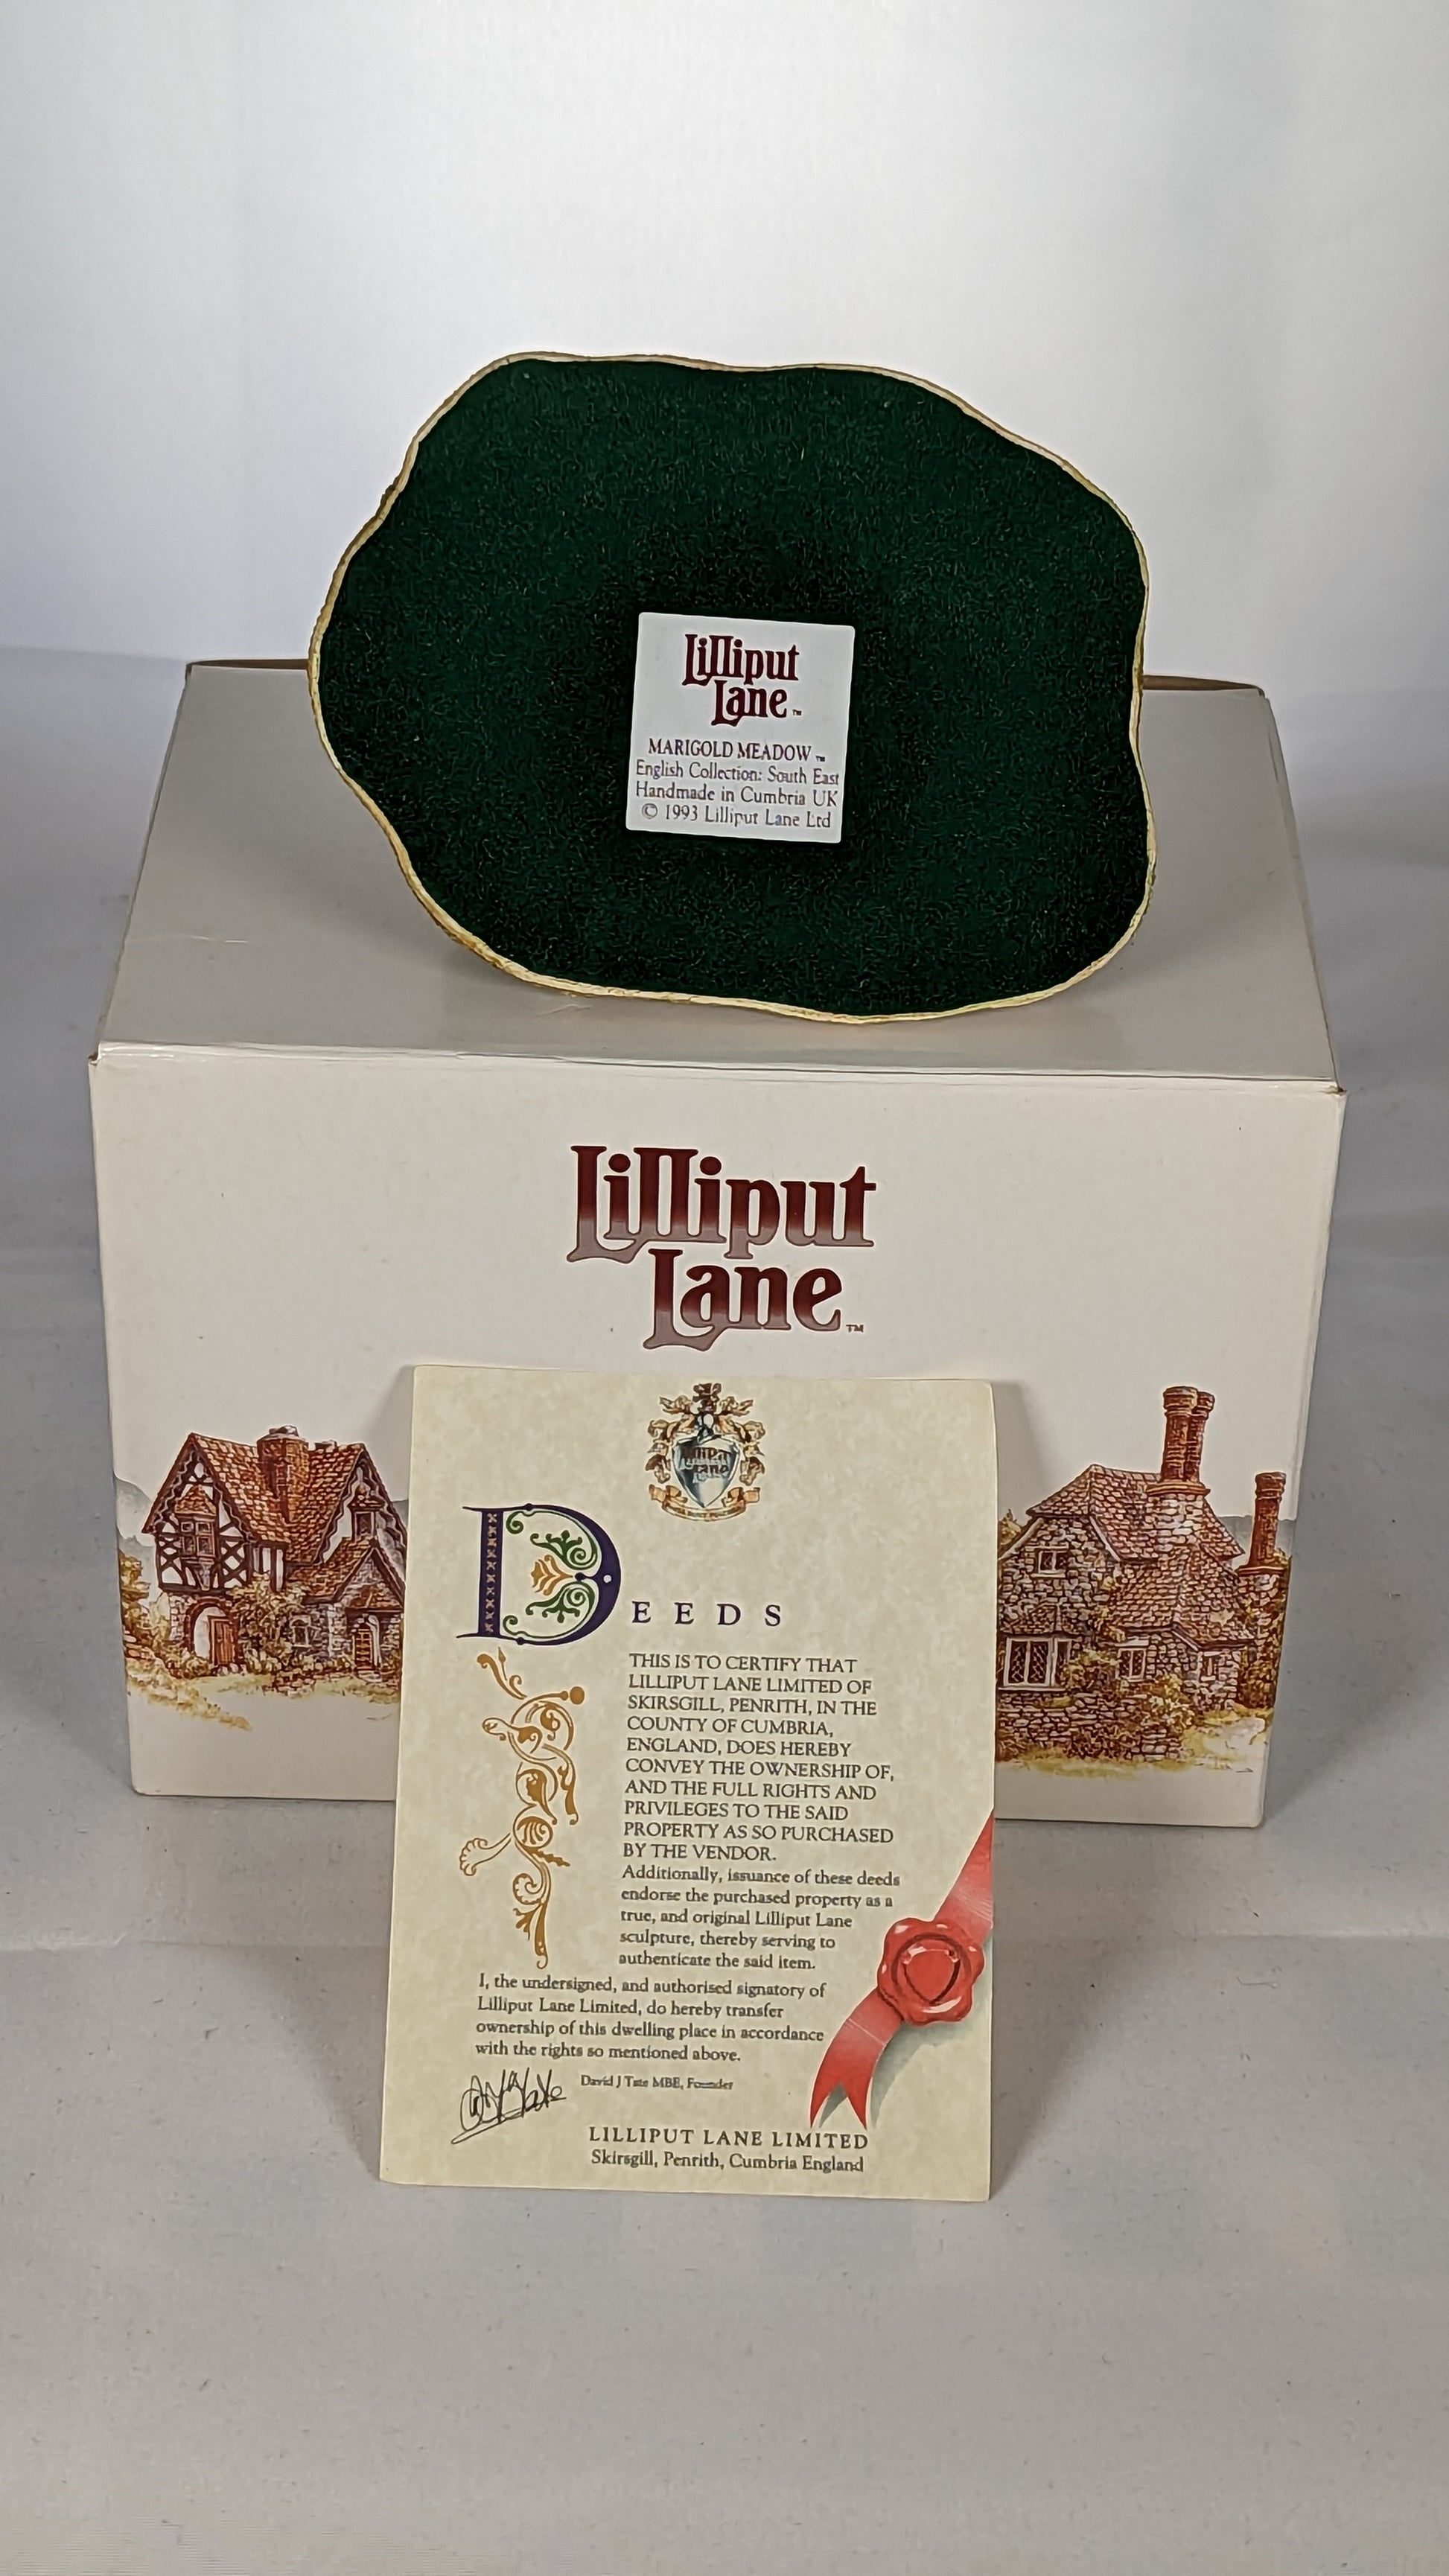 Lilliput
Lane™
MARIGOLD MEADOW™
English Collection: South East
Handmade in Cumbria UK
© 1993 Lilliput Lane Ltd
Lilliput
Lane™
Lilliput
Lane
DEEDS
THIS IS TO CERTIFY THAT
LILLIPUT LANE LIMITED OF
SKIRSGILL, PENRITH, IN THE
COUNTY OF CUMBRIA,
ENGLAND, DOES HEREBY
CONVEY THE OWNERSHIP OF,
AND THE FULL RIGHTS AND
PRIVILEGES TO THE SAID
PROPERTY AS SO PURCHASED
BY THE VENDOR.
Additionally, issuance of these deeds
endorse the purchased property as a
true, and original Lilliput Lane
sculpture, thereby serving to
authenticate the said item.
I, the undersigned, and authorised signatory of
Lilliput Lane Limited, do hereby transfer
ownership of this dwelling place in accordance
with the rights so mentioned above.
David J Tate MBE, Founder
LILLIPUT LANE LIMITED
Skirsgill, Penrith, Cumbria England